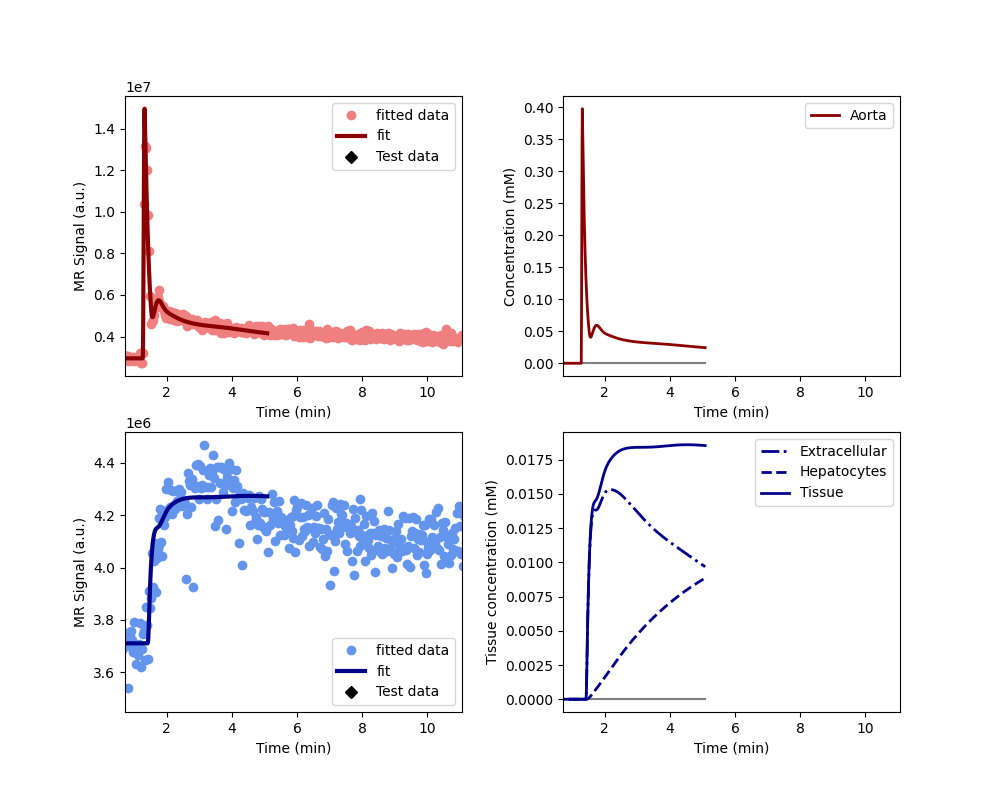 1e7
MR Signal (a.u.)
1.4
1.2
1.0
0.8
0.6
0.4
2 4 6 8 10
Time (min)
fitted data
fit
Test data
Concentration (mM)
0.40
0.35
0.30
0.25
0.20
0.15
0.10
0.05
0.00
2 4 6 8 10
Time (min)
Aorta
1e6
MR Signal (a.u.)
4.4
4.2
4.0
3.8
3.6
2 4 6 8 10
Time (min)
fitted data
fit
Test data
Tissue concentration (mM)
0.0175
0.0150
0.0125
0.0100
0.0075
0.0050
0.0025
0.0000
2 4 6 8 10
Time (min)
Extracellular
Hepatocytes
Tissue